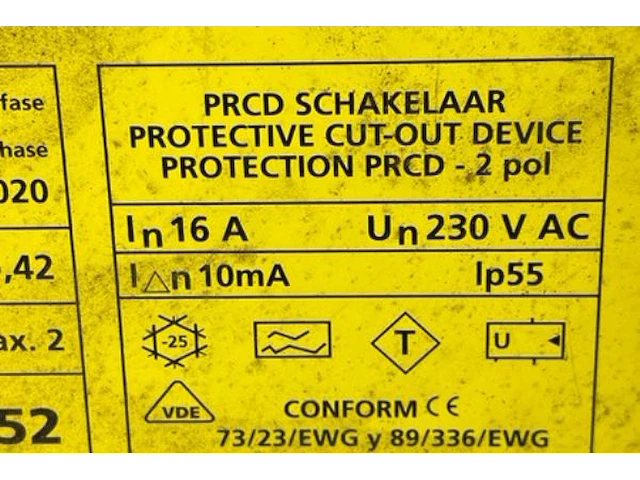 fase
hase
020
,42
ax. 2
52
PRCD SCHAKELAAR
PROTECTIVE CUT-OUT DEVICE
PROTECTION PRCD - 2 pol
In 16 A Un 230 V AC
I△n 10mA Ip55
-25 T U
VDE CONFORM CE
73/23/EWG y 89/336/EWG